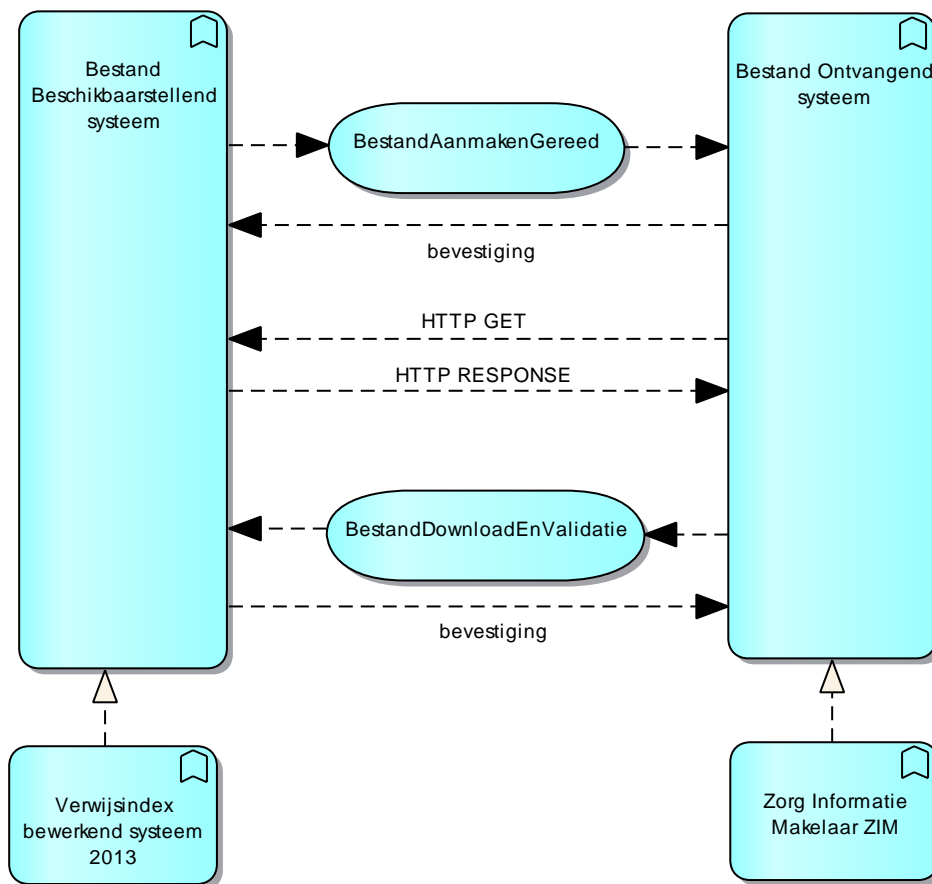 Bestand
Beschikbaarstellend
systeem
Bestand Ontvangend
systeem
BestandAanmakenGereed
bevestiging
HTTP GET
HTTP RESPONSE
BestandDownloadEnValidatie
bevestiging
Verwijsindex
bewerkend systeem
2013
Zorg Informatie
Makelaar ZIM